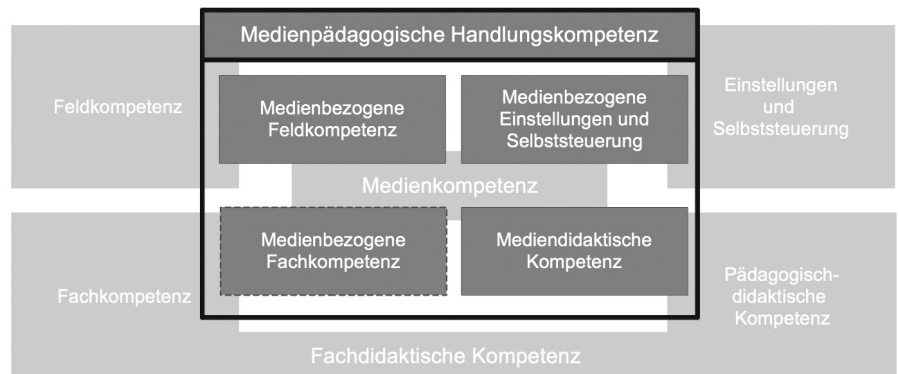 Medienpädagogische Handlungskompetenz
Feldkompetenz
Medienbezogene
Feldkompetenz
Medienbezogene
Einstellungen und
Selbststeuerung
Einstellungen
und
Selbststeuerung
Medienkompetenz
Fachkompetenz
Medienbezogene
Fachkompetenz
Mediendidaktische
Kompetenz
Pädagogisch-
didaktische
Kompetenz
Fachdidaktische Kompetenz